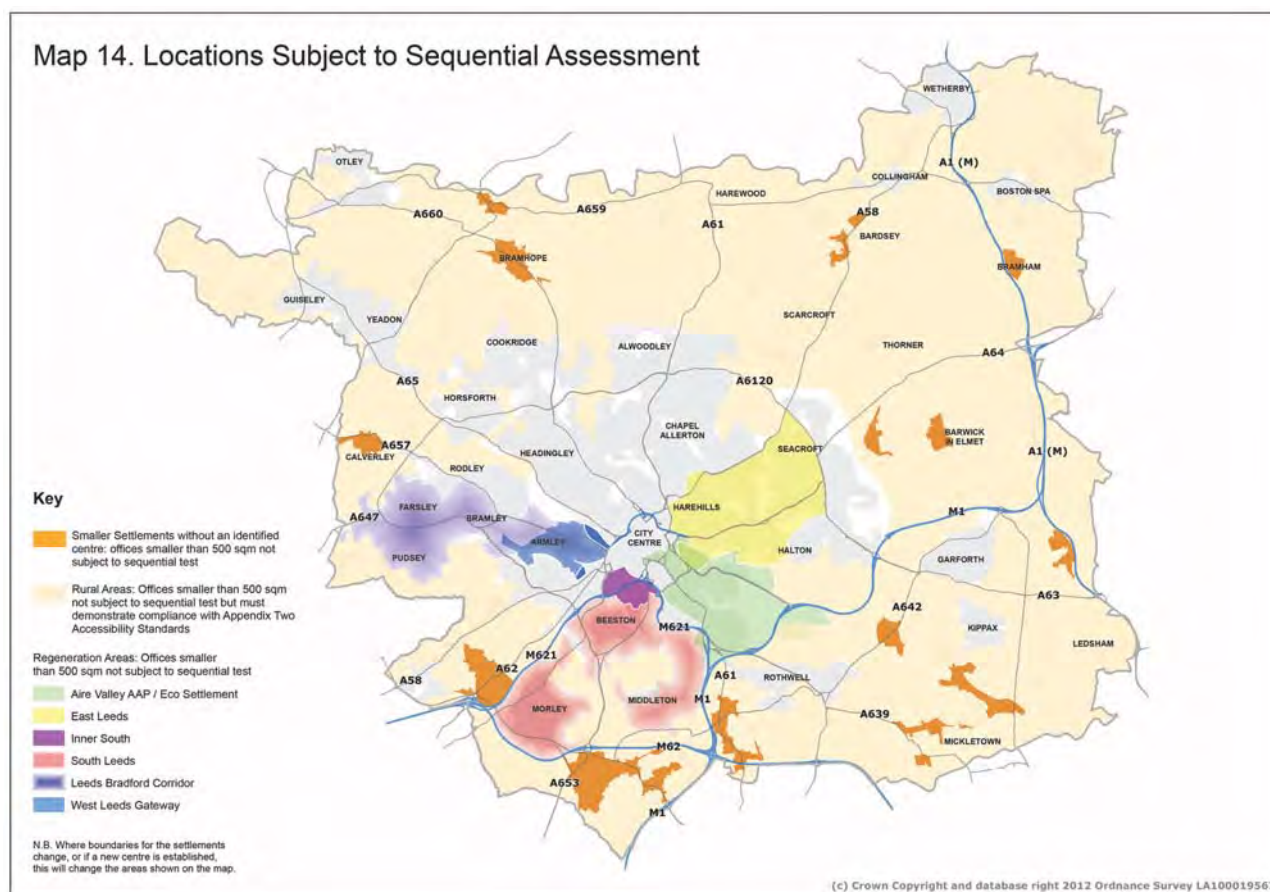 Map 14. Locations Subject to Sequential Assessment
WETHERBY
A1 (M)
OTLEY
COLLINGHAM
BOSTON SPA
HAREWOOD
A660
A659
A61
A58
BARDSEY
BRAMHOPE
BRAMHAM
GUISELEY
YEADON
SCARCROFT
COOKRIDGE
ALWOODLEY
THORNER
A64
A65
A6120
HORSFORTH
CHAPEL
ALLERTON
BARWICK
IN ELMET
A657
CALVERLEY
HEADINGLEY
SEACROFT
A1 (M)
RODLEY
FARSLEY
HAREHILLS
A647
BRAMLEY
M1
ARMLEY
CITY
CENTRE
PUDSEY
HALTON
GARFORTH
A63
A642
BEESTON
M621
KIPPAX
LEDSHAM
M621
A62
A58
A61
ROTHWELL
MORLEY
MIDDLETON
M1
A639
MICKLETOWN
M62
A653
M1
Key
Smaller Settlements without an identified
centre: offices smaller than 500 sqm not
subject to sequential test
Rural Areas: Offices smaller than 500 sqm
not subject to sequential test but must
demonstrate compliance with Appendix Two
Accessibility Standards
Regeneration Areas: Offices smaller
than 500 sqm not subject to sequential test
Aire Valley AAP / Eco Settlement
East Leeds
Inner South
South Leeds
Leeds Bradford Corridor
West Leeds Gateway
N.B. Where boundaries for the settlements
change, or if a new centre is established,
this will change the areas shown on the map.
(c) Crown Copyright and database right 2012 Ordnance Survey LA10001956